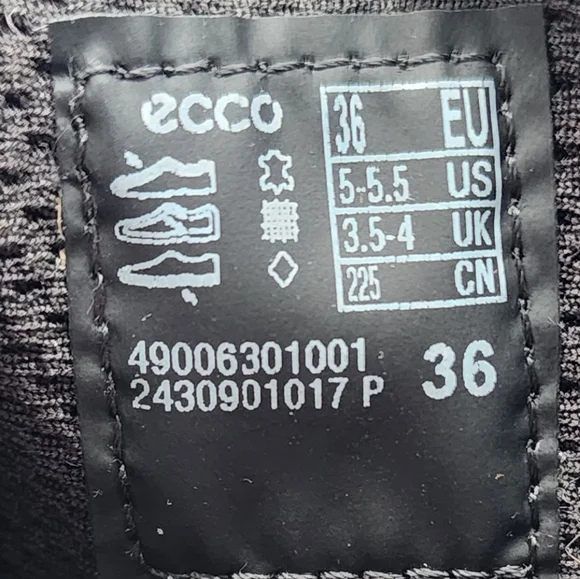 ecco
36 EU
5-5.5 US
3.5-4 UK
225 CN
49006301001
2430901017 P
36